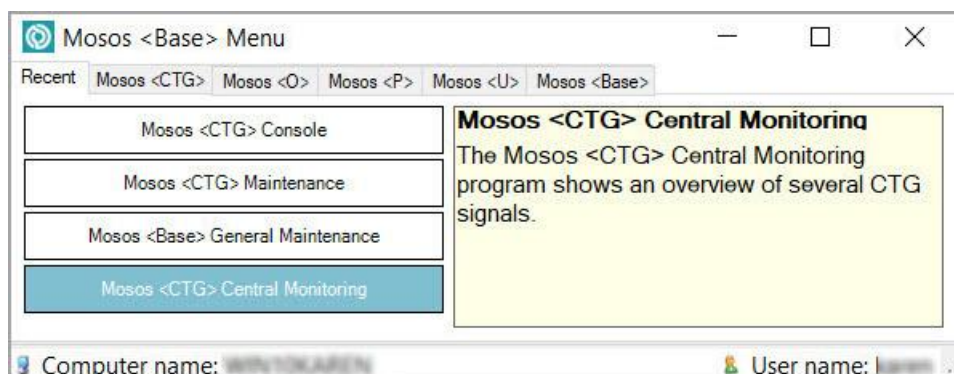 Mosos <Base> Menu
Recent Mosos <CTG> Mosos <O> Mosos <P> Mosos <U> Mosos <Base>
Mosos <CTG> Console
Mosos <CTG> Maintenance
Mosos <Base> General Maintenance
Mosos <CTG> Central Monitoring
Mosos <CTG> Central Monitoring
The Mosos <CTG> Central Monitoring
program shows an overview of several CTG
signals.
Computer name:
User name: